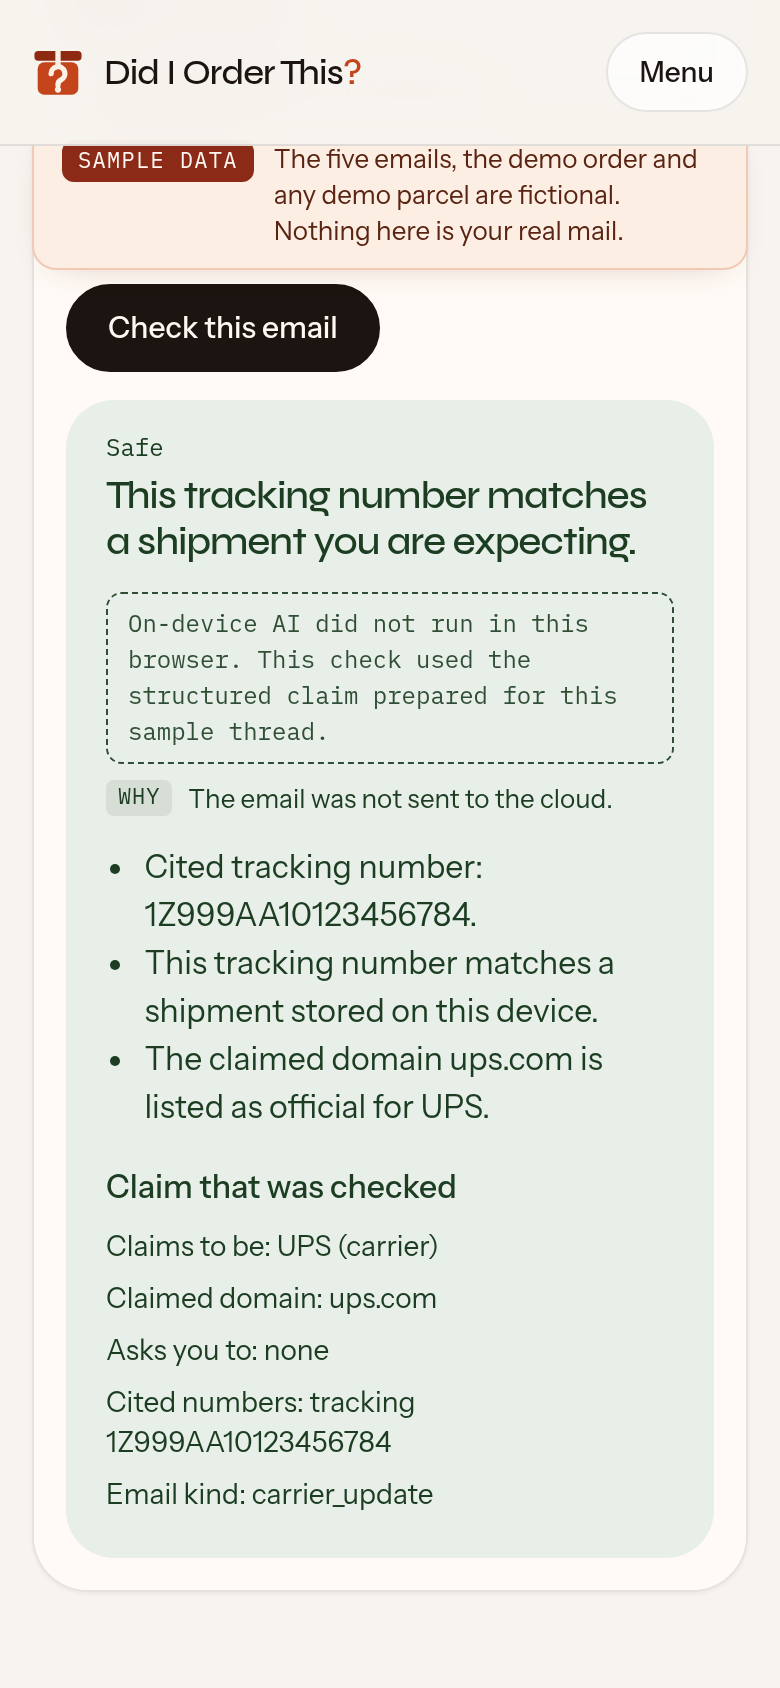 Did I Order This?
Menu
SAMPLE DATA
The five emails, the demo order and
any demo parcel are fictional.
Nothing here is your real mail.
Check this email
Safe
This tracking number matches
a shipment you are expecting.
On-device AI did not run in this
browser. This check used the
structured claim prepared for this
sample thread.
WHY The email was not sent to the cloud.
• Cited tracking number:
1Z999AA10123456784.
• This tracking number matches a
shipment stored on this device.
• The claimed domain ups.com is
listed as official for UPS.
Claim that was checked
Claims to be: UPS (carrier)
Claimed domain: ups.com
Asks you to: none
Cited numbers: tracking
1Z999AA10123456784
Email kind: carrier_update